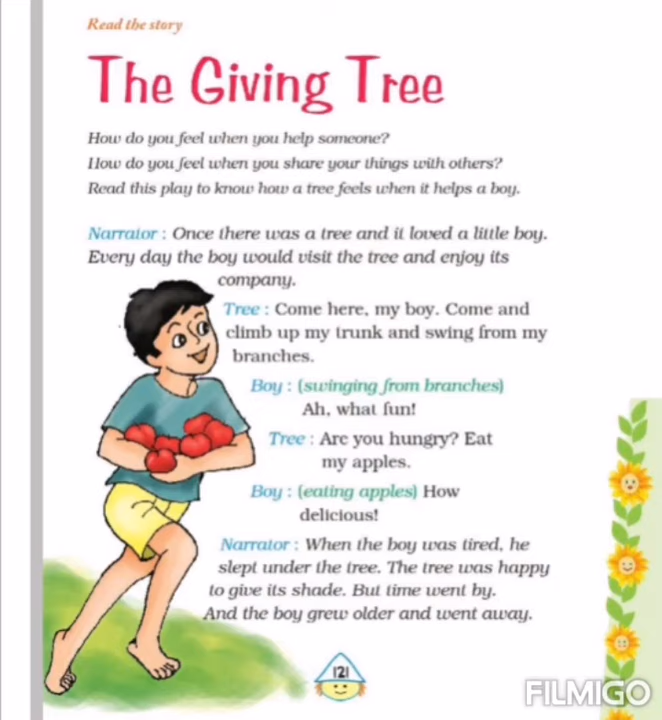 Read the story
The Giving Tree
How do you feel when you help someone?
How do you feel when you share your things with others?
Read this play to know how a tree feels when it helps a boy.
Narrator : Once there was a tree and it loved a little boy.
Every day the boy would visit the tree and enjoy its
company.
Tree : Come here, my boy. Come and
climb up my trunk and swing from my
branches.
Boy : (swinging from branches)
Ah, what fun!
Tree : Are you hungry? Eat
my apples.
Boy : (eating apples) How
delicious!
Narrator : When the boy was tired, he
slept under the tree. The tree was happy
to give its shade. But time went by.
And the boy grew older and went away.
121
FILMIGO